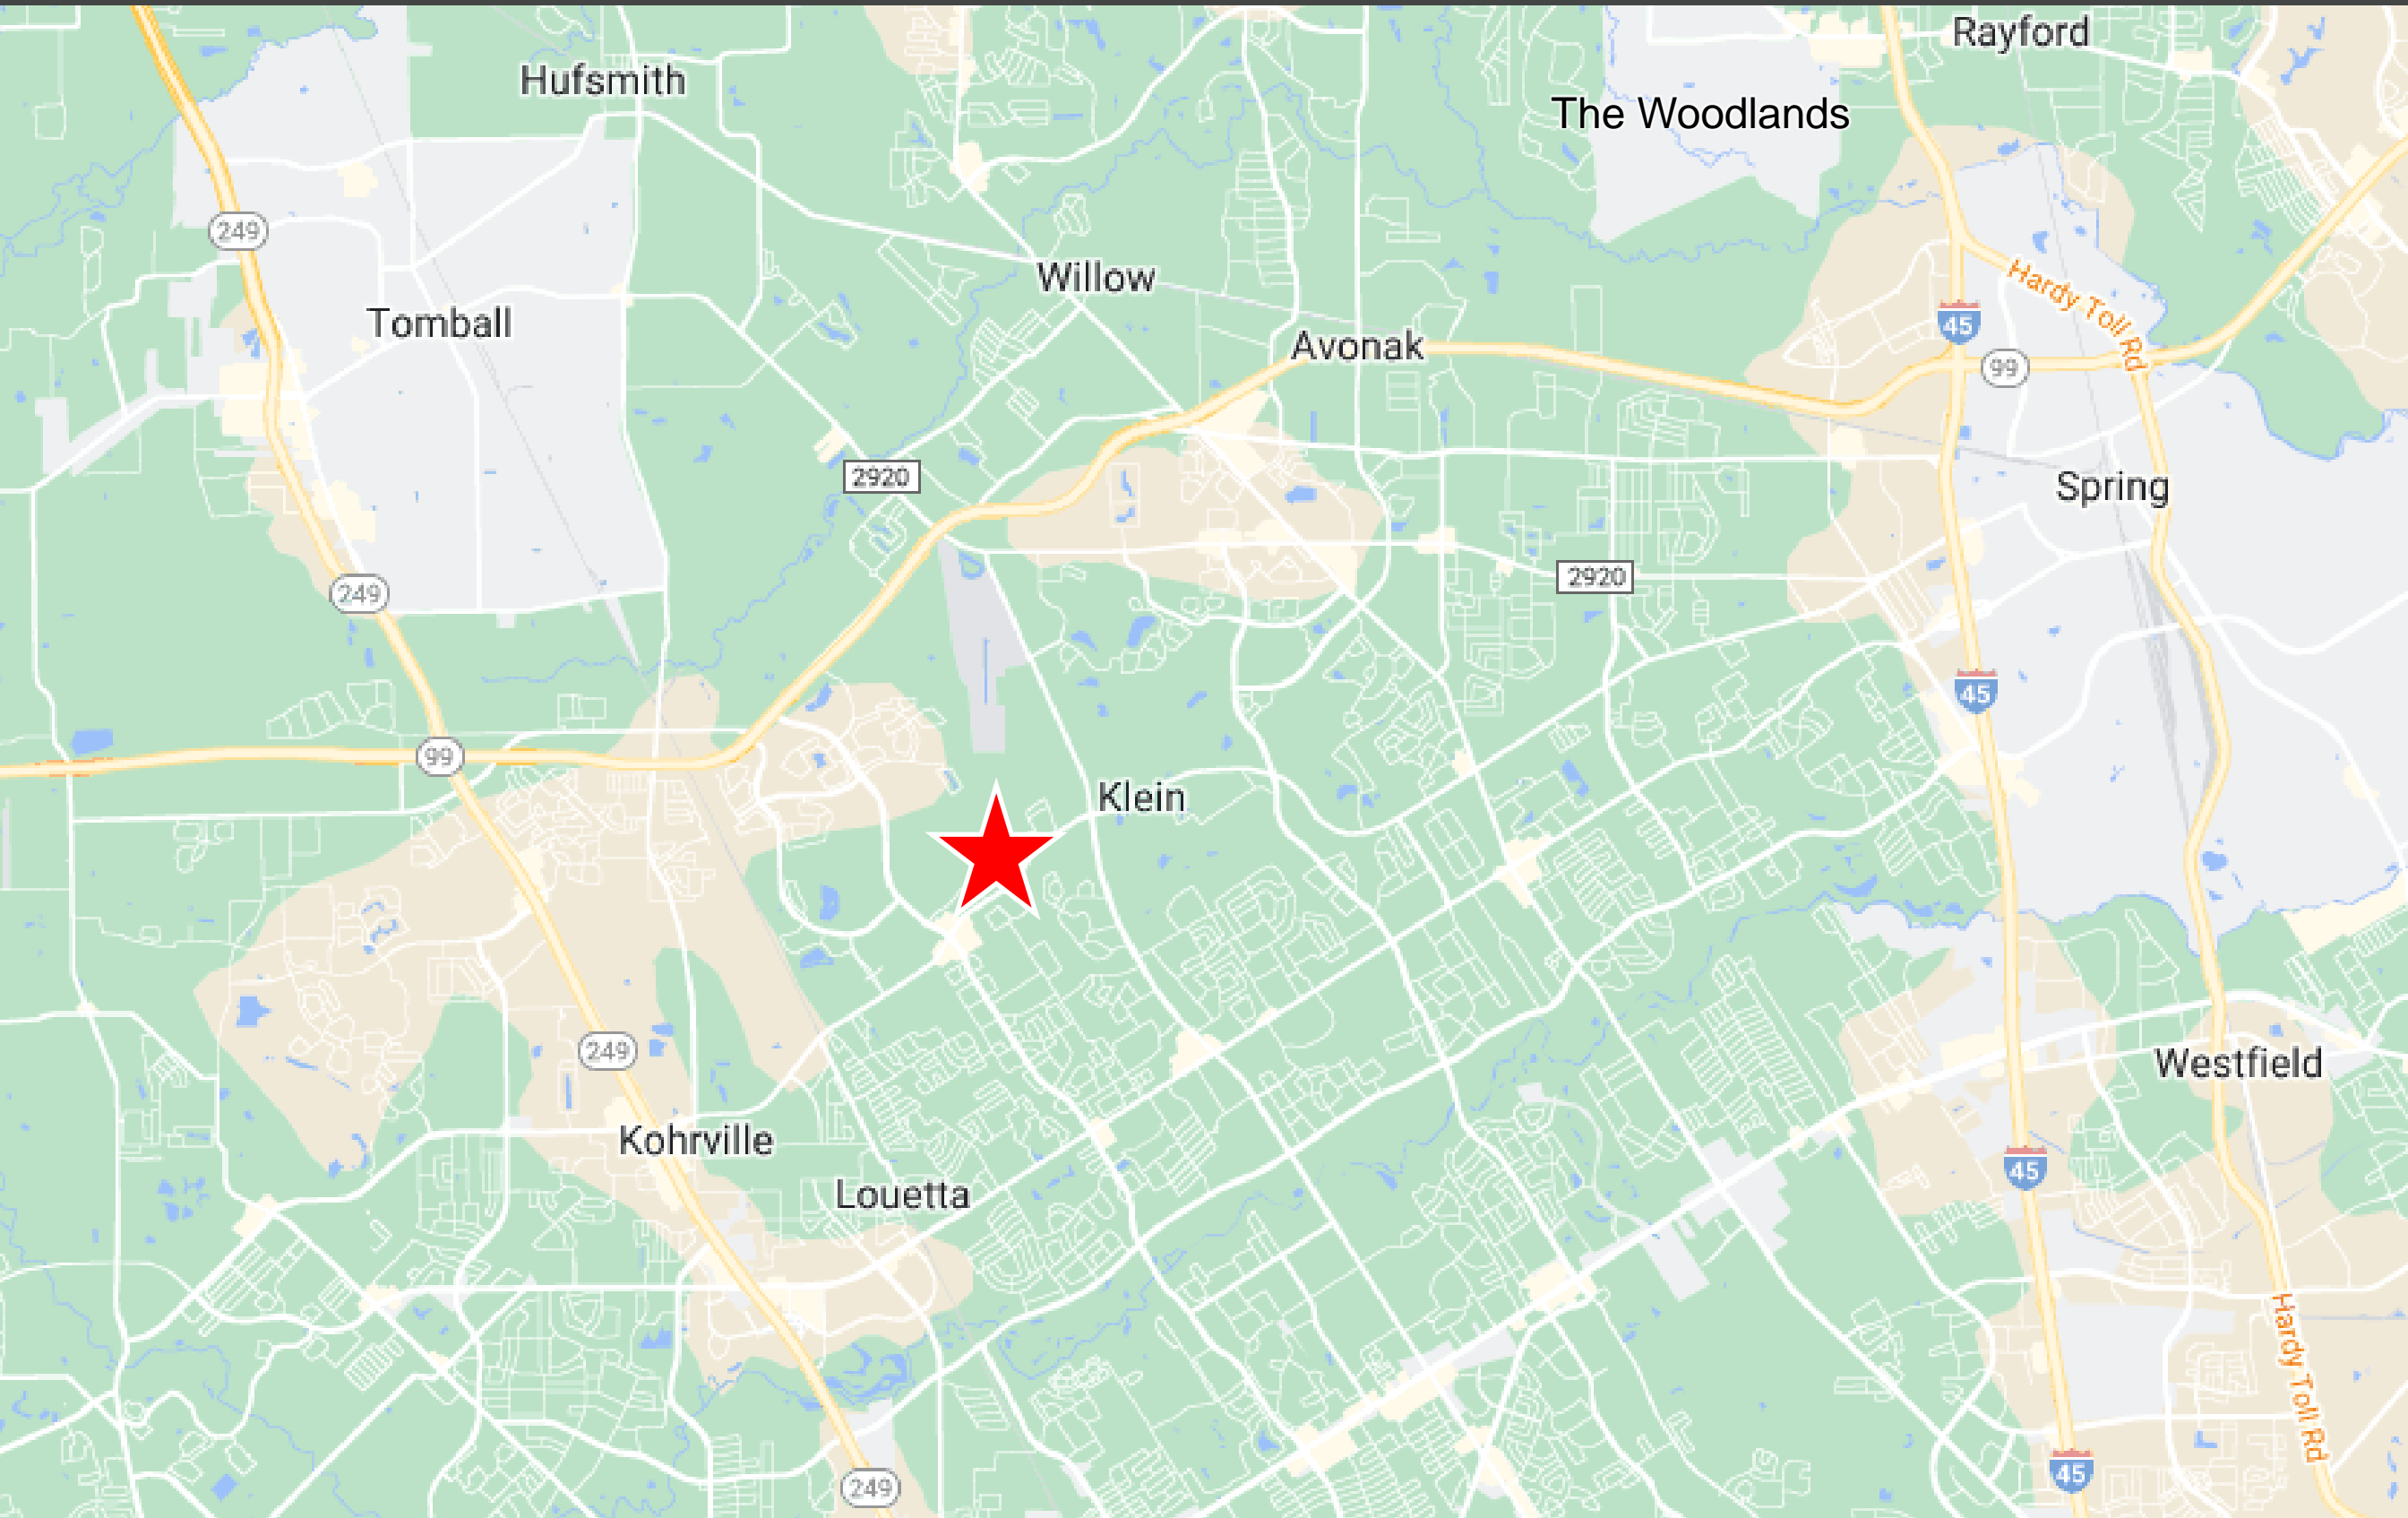 Rayford
Hufsmith
The Woodlands
249
Willow
Hardy Toll Rd
Tomball
45
Avonak
99
2920
Spring
2920
249
45
99
Klein
249
Westfield
Kohrville
45
Louetta
Hardy Toll Rd
45
249